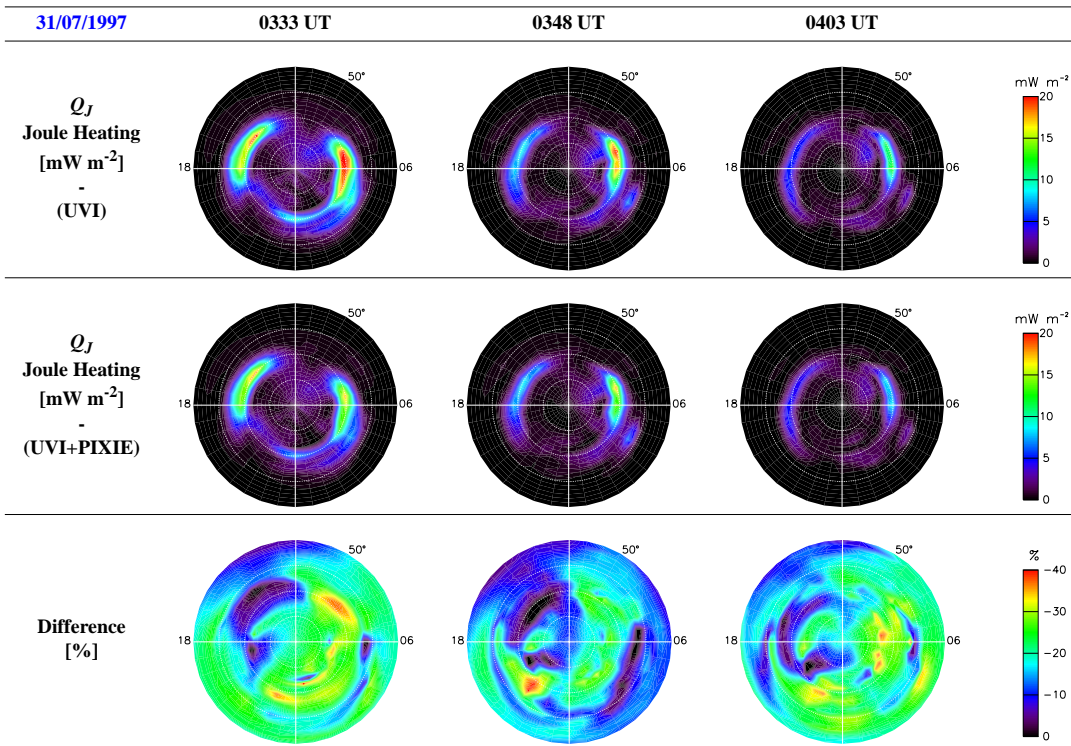 31/07/1997 0333 UT 0348 UT 0403 UT
50° 50° 50° mW m⁻²
20
Q_J
Joule Heating
15
[mW m⁻²]
18 06 18 06 18 06
10
-
(UVI)
5
0
50° 50° 50° mW m⁻²
20
Q_J
Joule Heating
15
[mW m⁻²]
18 06 18 06 18 06
10
-
(UVI+PIXIE)
5
0
50° 50° 50° %
-40
-30
Difference
18 06 18 06 18 06
[%]
-20
-10
0